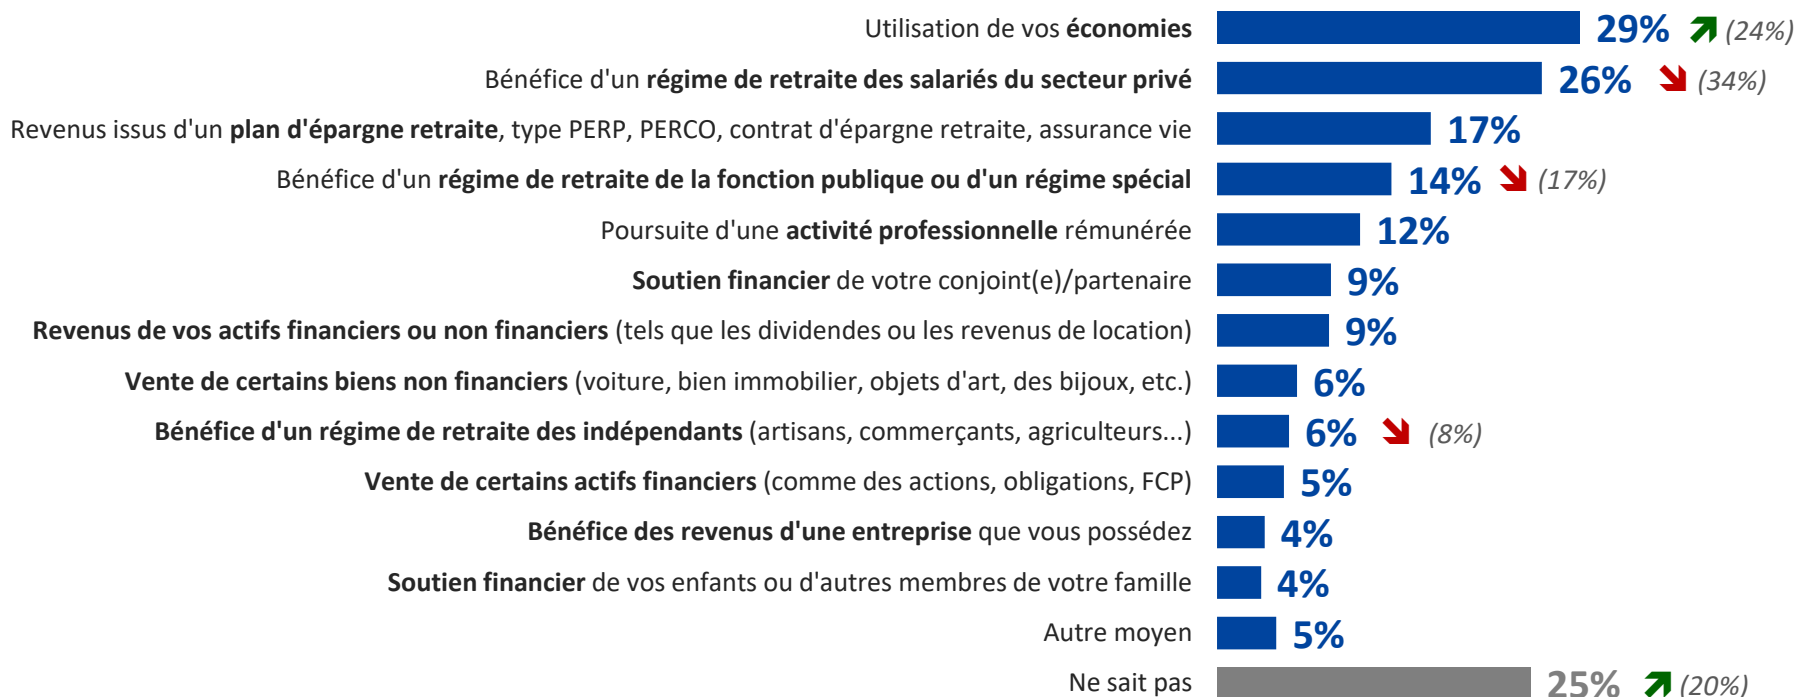 Utilisation de vos économies 29% (24%)
Bénéfice d'un régime de retraite des salariés du secteur privé 26% (34%)
Revenus issus d'un plan d'épargne retraite, type PERP, PERCO, contrat d'épargne retraite, assurance vie 17%
Bénéfice d'un régime de retraite de la fonction publique ou d'un régime spécial 14% (17%)
Poursuite d'une activité professionnelle rémunérée 12%
Soutien financier de votre conjoint(e)/partenaire 9%
Revenus de vos actifs financiers ou non financiers (tels que les dividendes ou les revenus de location) 9%
Vente de certains biens non financiers (voiture, bien immobilier, objets d'art, des bijoux, etc.) 6%
Bénéfice d'un régime de retraite des indépendants (artisans, commerçants, agriculteurs...) 6% (8%)
Vente de certains actifs financiers (comme des actions, obligations, FCP) 5%
Bénéfice des revenus d'une entreprise que vous possédez 4%
Soutien financier de vos enfants ou d'autres membres de votre famille 4%
Autre moyen 5%
Ne sait pas 25% (20%)